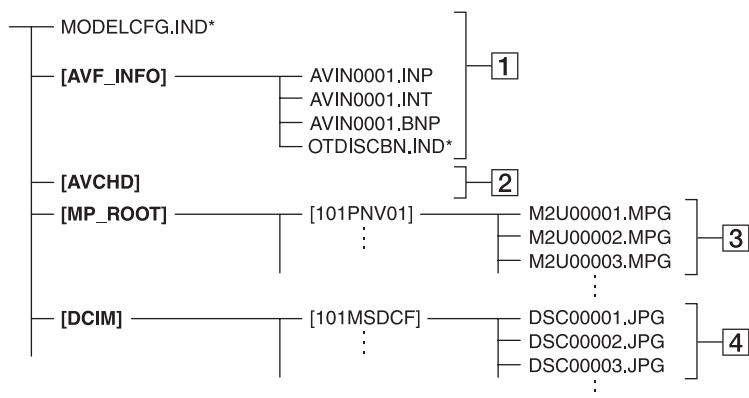 MODELCFG.IND*
[AVF_INFO]
AVIN0001.INP
AVIN0001.INT
AVIN0001.BNP
OTDISCBN.IND*
1
[AVCHD]
2
[MP_ROOT]
[101PNV01]
M2U00001.MPG
M2U00002.MPG
M2U00003.MPG
3
[DCIM]
[101MSDCF]
DSC00001.JPG
DSC00002.JPG
DSC00003.JPG
4